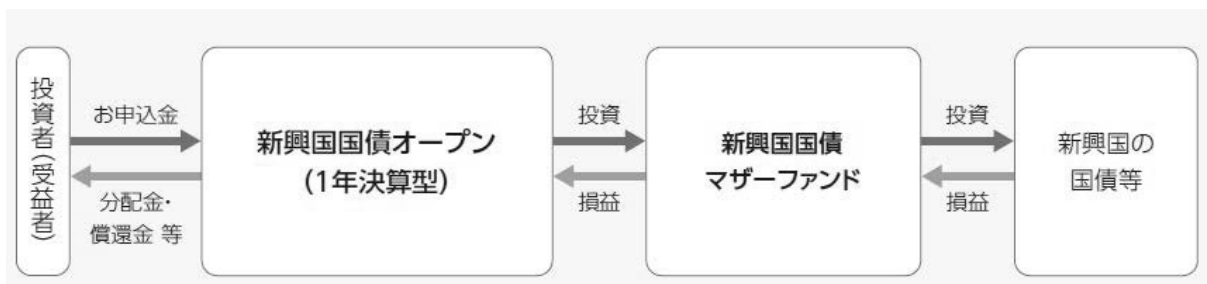 投資者(受益者)
お申込金
分配金・
償還金 等
新興国国債オープン
(1年決算型)
投資
損益
新興国国債
マザーファンド
投資
損益
新興国の
国債等